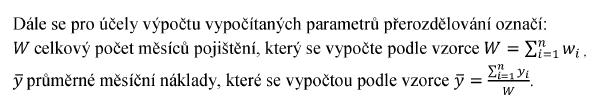 Dále se pro účely výpočtu vypočítaných parametrů přerozdělování označí:
W celkový počet měsíců pojištění, který se vypočte podle vzorce W = ∑ⁿᵢ₌₁ wᵢ ,
ȳ průměrné měsíční náklady, které se vypočtou podle vzorce ȳ = (∑ⁿᵢ₌₁ yᵢ)/W.